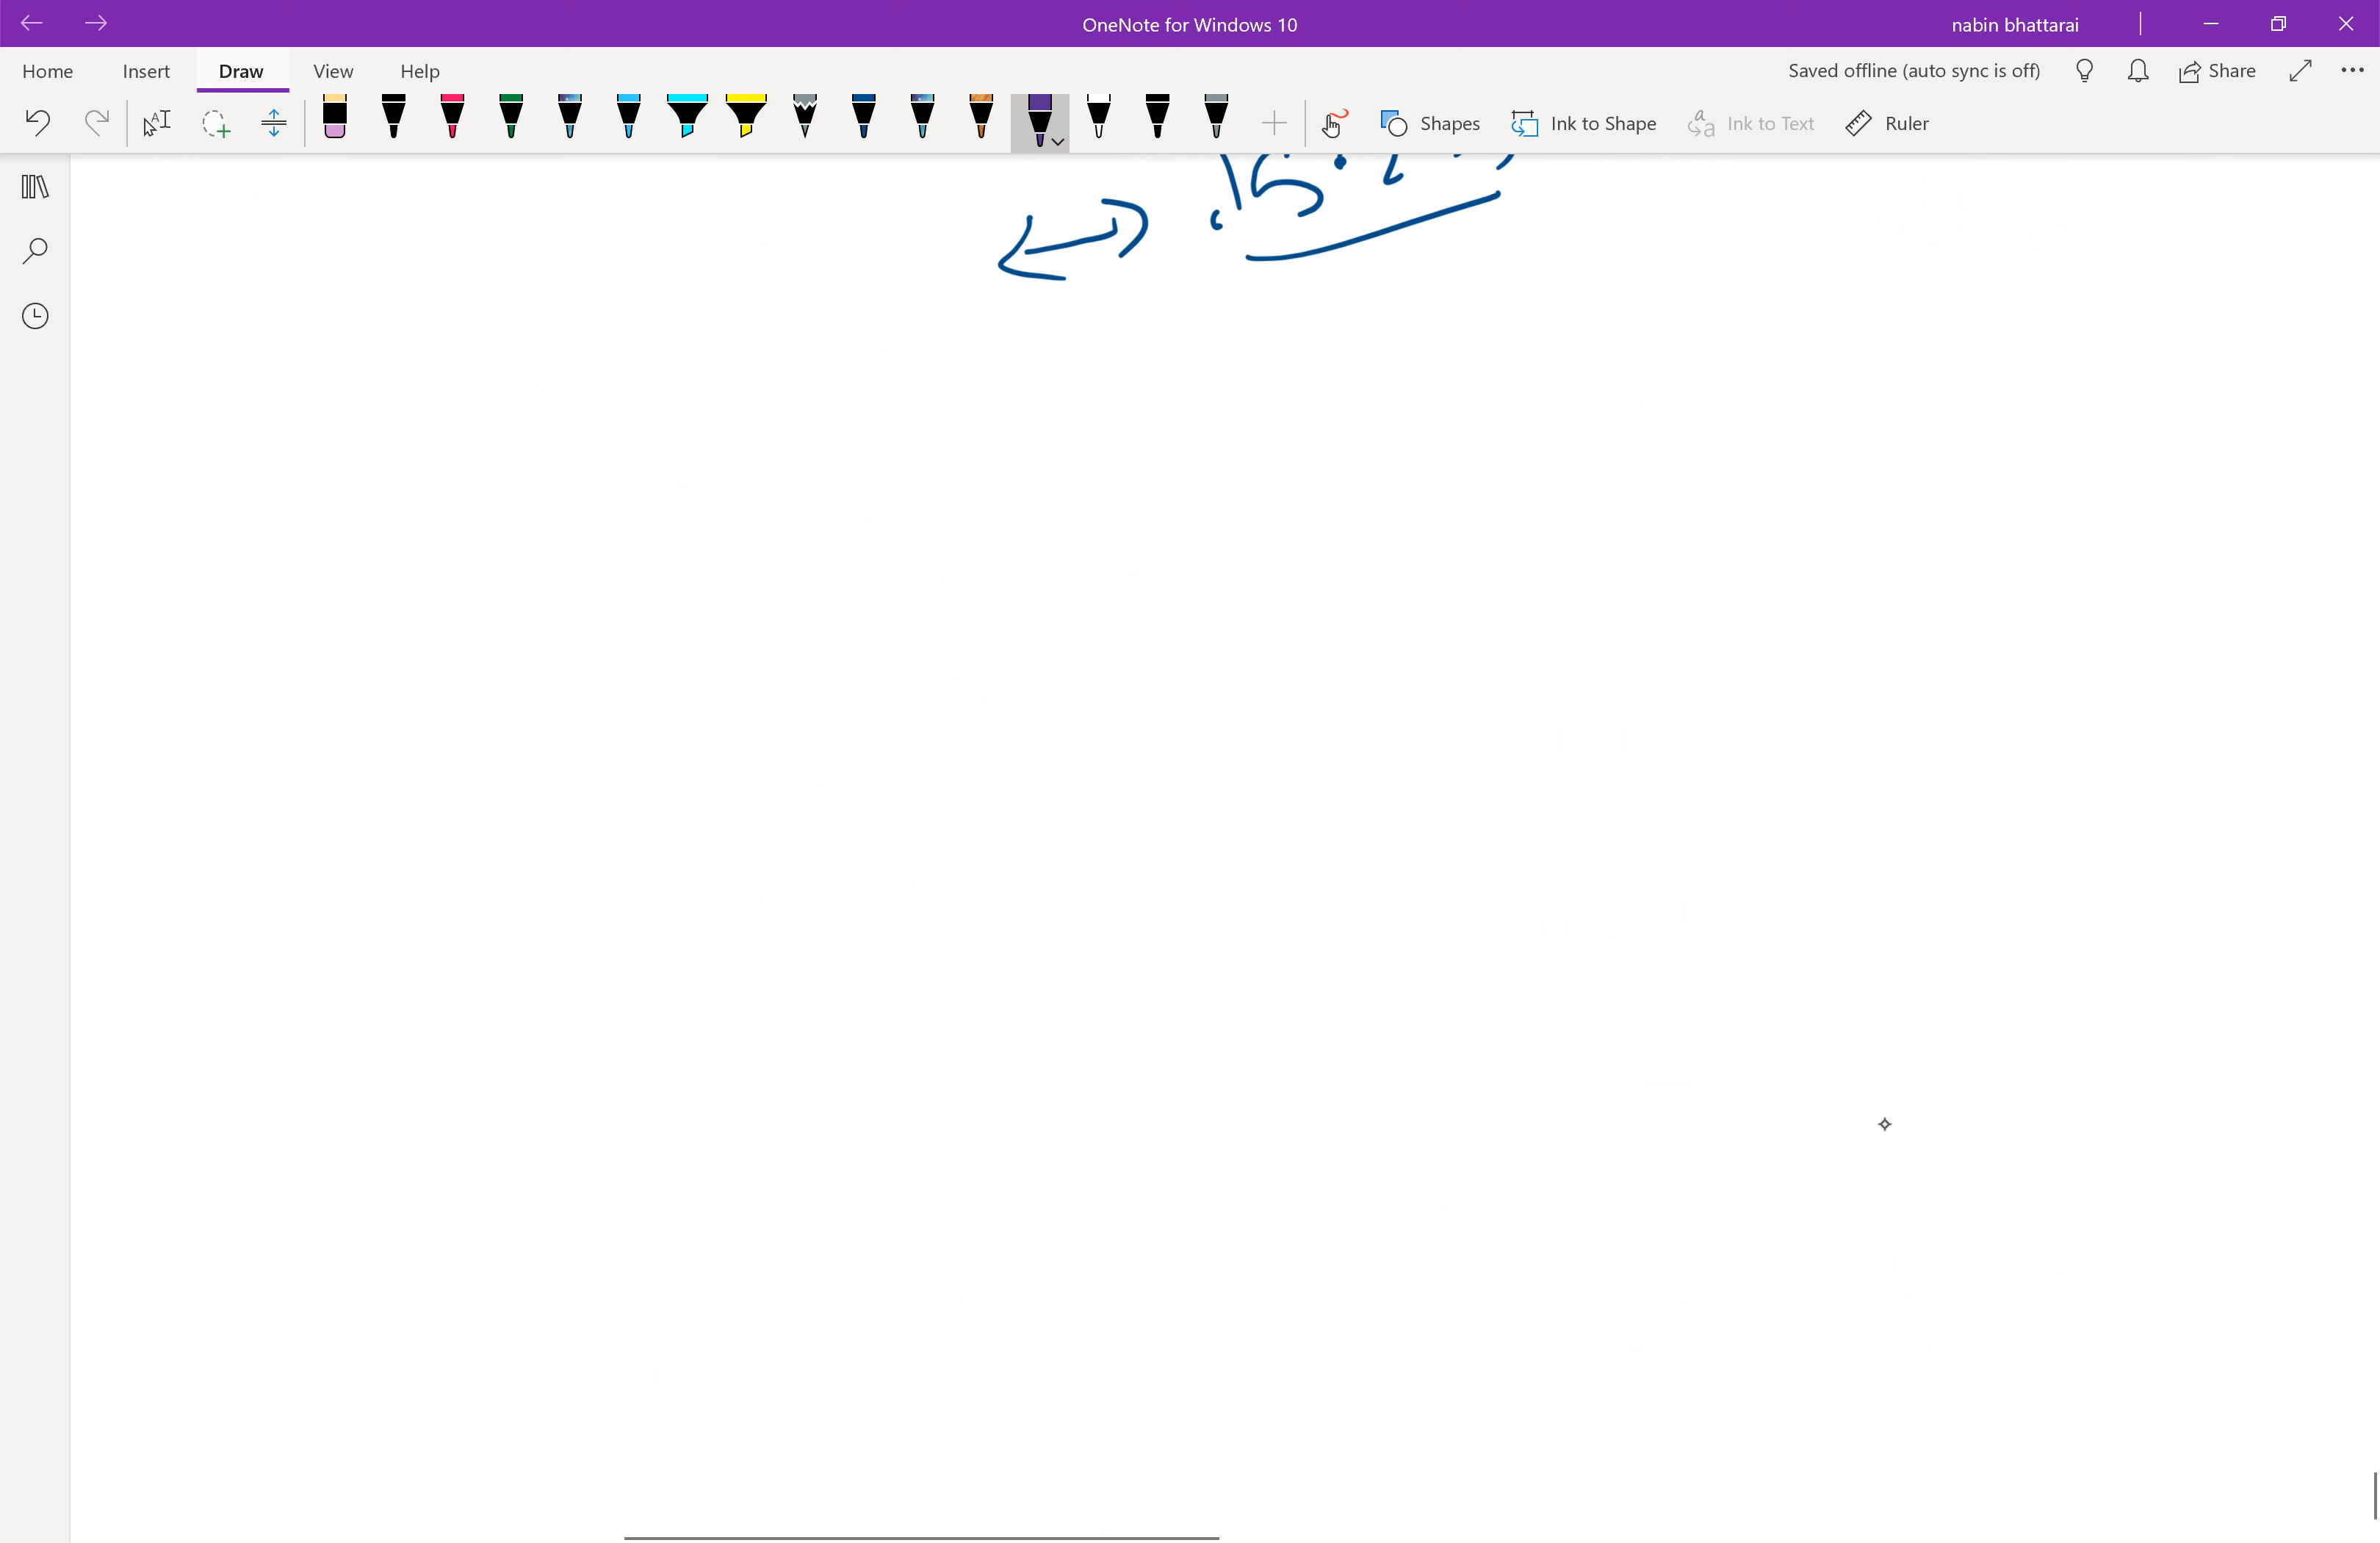 OneNote for Windows 10
nabin bhattarai
Home Insert Draw View Help
Saved offline (auto sync is off) Share
Shapes Ink to Shape Ink to Text Ruler